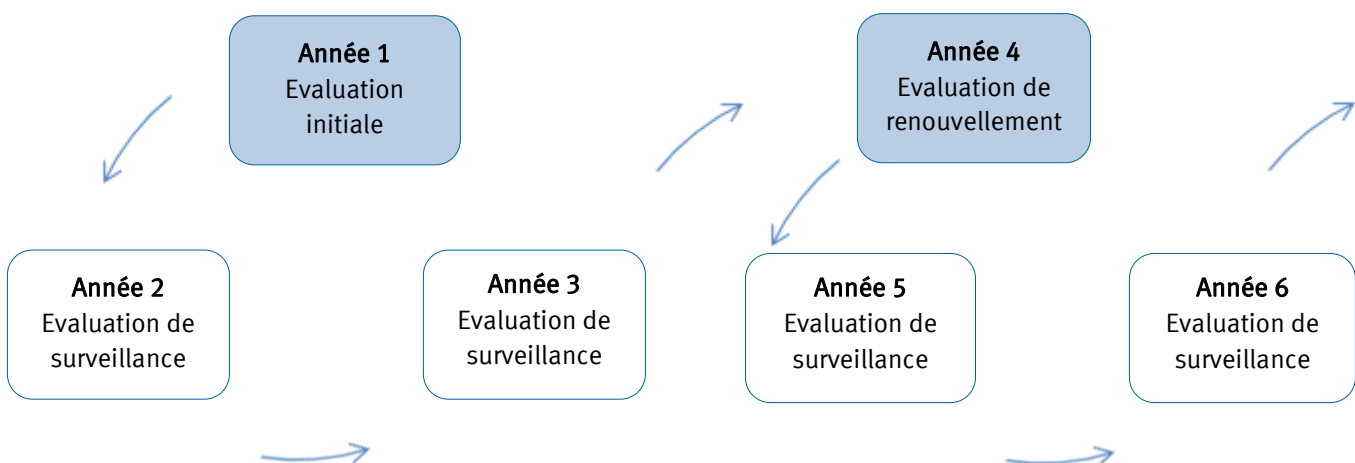 Année 1
Evaluation
initiale
Année 4
Evaluation de
renouvellement
Année 2
Evaluation de
surveillance
Année 3
Evaluation de
surveillance
Année 5
Evaluation de
surveillance
Année 6
Evaluation de
surveillance